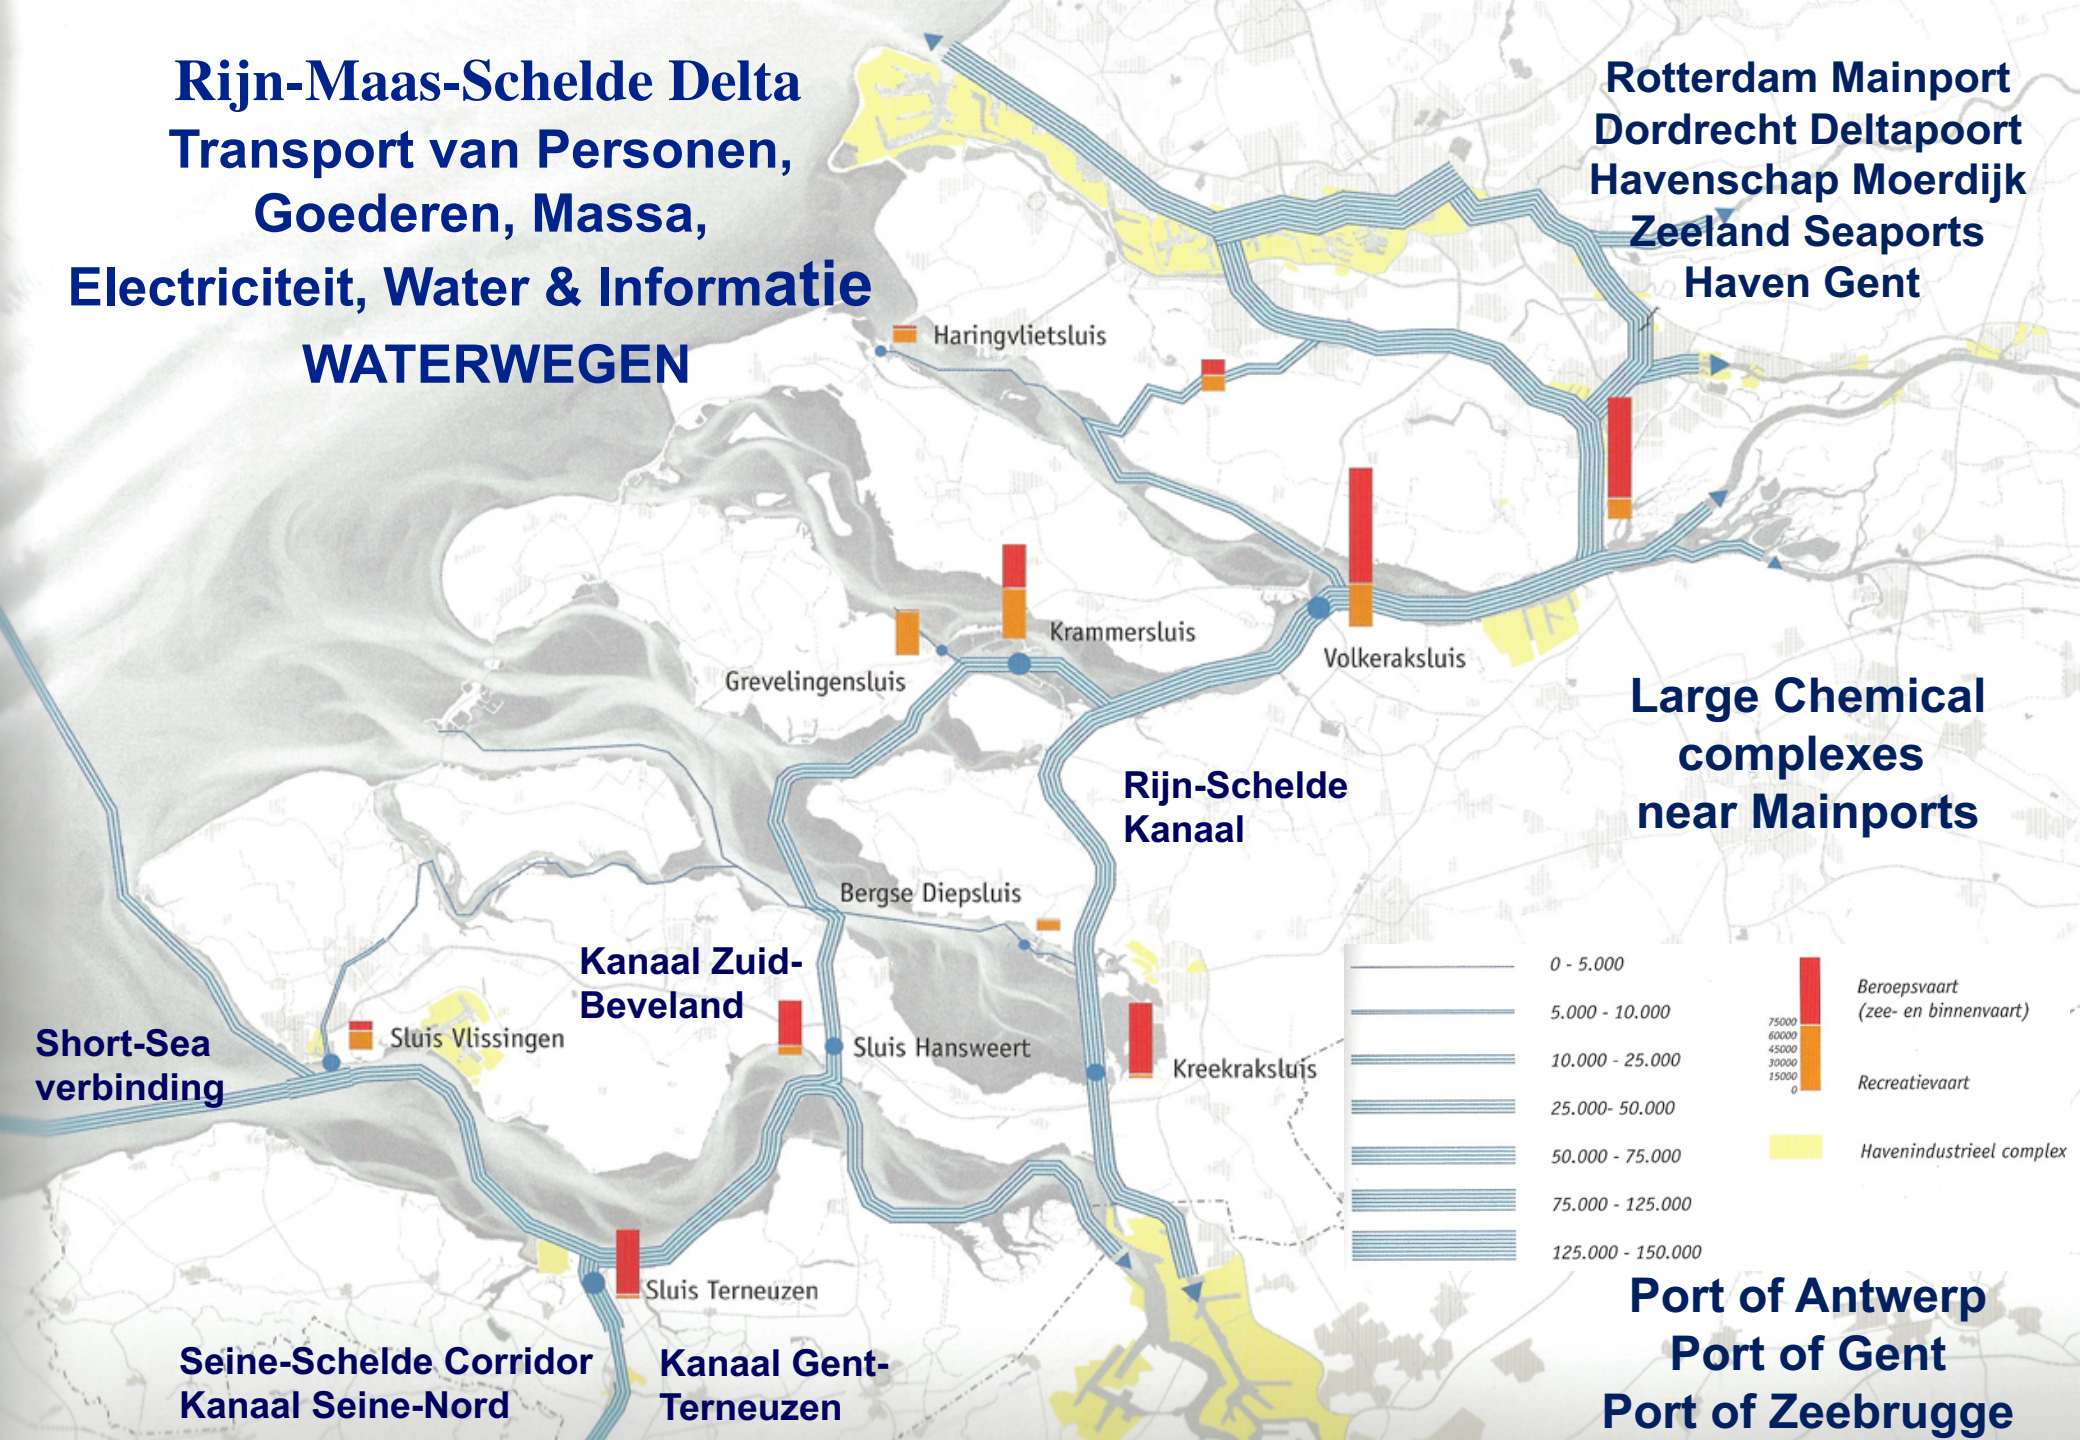 Rijn-Maas-Schelde Delta
Transport van Personen,
Goederen, Massa,
Electriciteit, Water & Informatie
WATERWEGEN
Rotterdam Mainport
Dordrecht Deltapoort
Havenschap Moerdijk
Zeeland Seaports
Haven Gent
Haringvlietsluis
Krammersluis
Grevelingensluis
Volkeraksluis
Large Chemical
complexes
near Mainports
Rijn-Schelde
Kanaal
Bergse Diepsluis
Kanaal Zuid-
Beveland
Short-Sea
verbinding
Sluis Vlissingen
Sluis Hansweert
Kreekraksluis
0 - 5.000
5.000 - 10.000
10.000 - 25.000
25.000- 50.000
50.000 - 75.000
75.000 - 125.000
125.000 - 150.000
75000
60000
45000
30000
15000
0
Beroepsvaart
(zee- en binnenvaart)
Recreatievaart
Havenindustrieel complex
Sluis Terneuzen
Seine-Schelde Corridor
Kanaal Seine-Nord
Kanaal Gent-
Terneuzen
Port of Antwerp
Port of Gent
Port of Zeebrugge